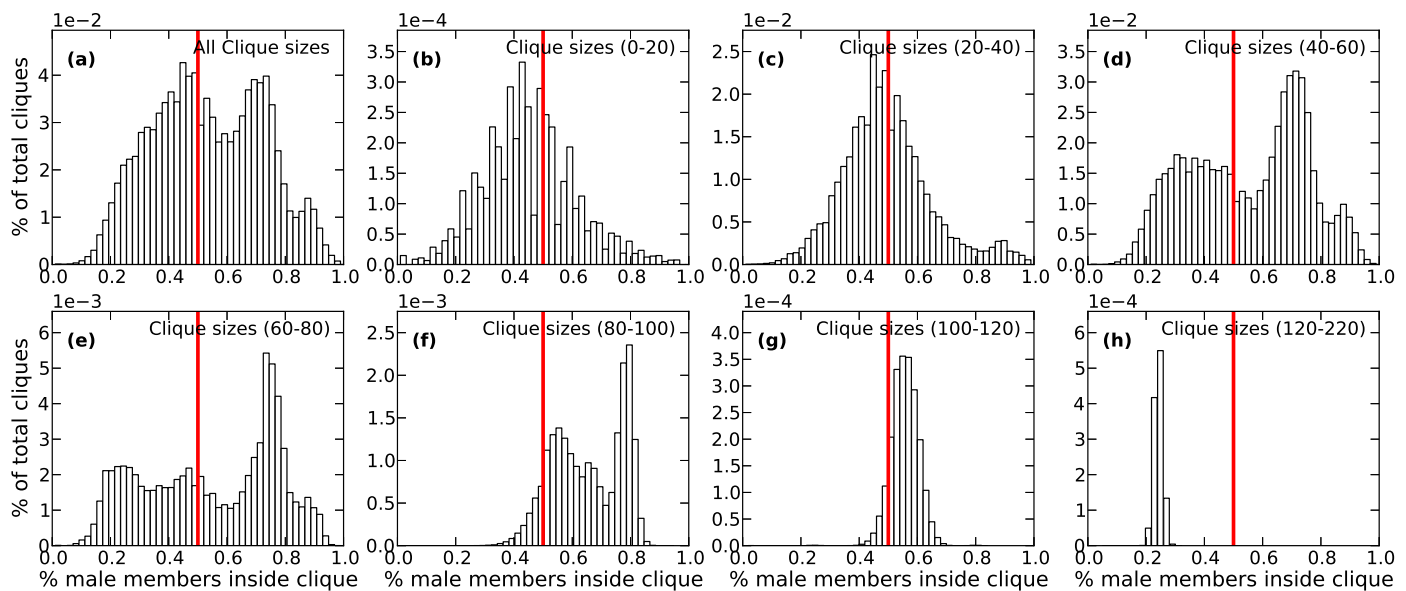 1e−2
(a) All Clique sizes
% of total cliques
4
3
2
1
0
0.0 0.2 0.4 0.6 0.8 1.0
1e−4
(b) Clique sizes (0-20)
3.5
3.0
2.5
2.0
1.5
1.0
0.5
0.0
0.0 0.2 0.4 0.6 0.8 1.0
1e−2
(c) Clique sizes (20-40)
2.5
2.0
1.5
1.0
0.5
0.0
0.0 0.2 0.4 0.6 0.8 1.0
1e−2
(d) Clique sizes (40-60)
3.5
3.0
2.5
2.0
1.5
1.0
0.5
0.0
0.0 0.2 0.4 0.6 0.8 1.0
1e−3
(e) Clique sizes (60-80)
% of total cliques
6
5
4
3
2
1
0
0.0 0.2 0.4 0.6 0.8 1.0
% male members inside clique
1e−3
(f) Clique sizes (80-100)
2.5
2.0
1.5
1.0
0.5
0.0
0.0 0.2 0.4 0.6 0.8 1.0
% male members inside clique
1e−4
(g) Clique sizes (100-120)
4.0
3.5
3.0
2.5
2.0
1.5
1.0
0.5
0.0
0.0 0.2 0.4 0.6 0.8 1.0
% male members inside clique
1e−4
(h) Clique sizes (120-220)
6
5
4
3
2
1
0
0.0 0.2 0.4 0.6 0.8 1.0
% male members inside clique